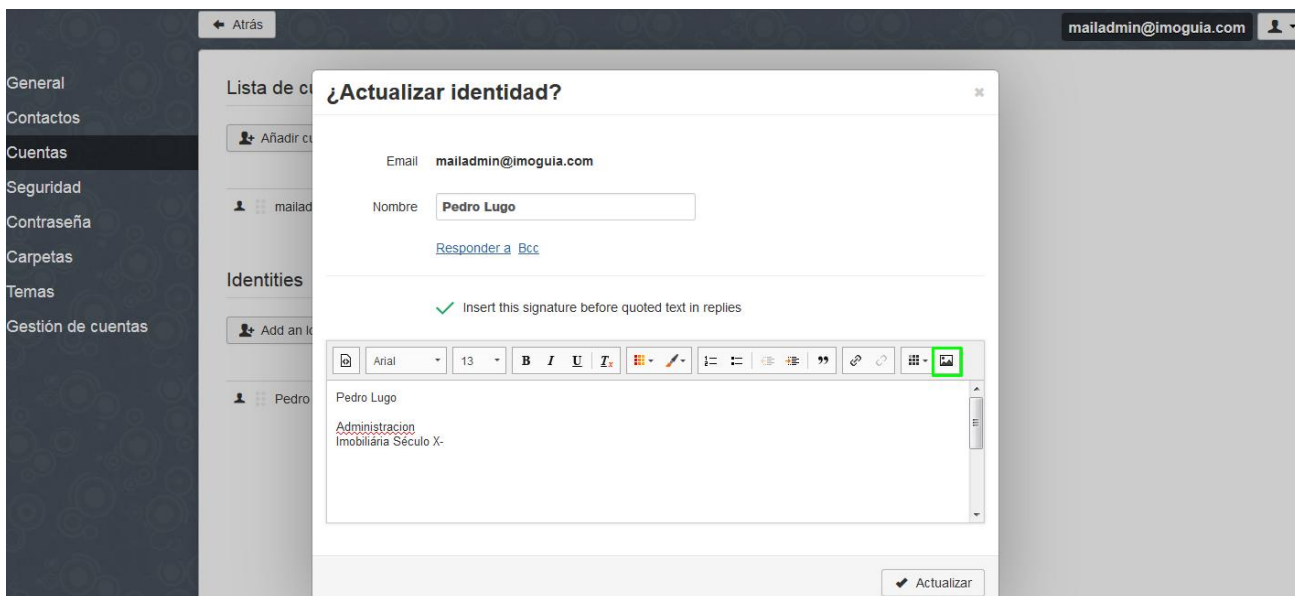 Atrás
mailadmin@imoguia.com
General
Contactos
Cuentas
Seguridad
Contraseña
Carpetas
Temas
Gestión de cuentas
Lista de cu
Añadir cu
mailad
Identities
Add an Id
Pedro
¿Actualizar identidad?
Email mailadmin@imoguia.com
Nombre Pedro Lugo
Responder a Bcc
Insert this signature before quoted text in replies
Arial 13 B I U Tx
Pedro Lugo
Administracion
Imobiliária Século X-
Actualizar